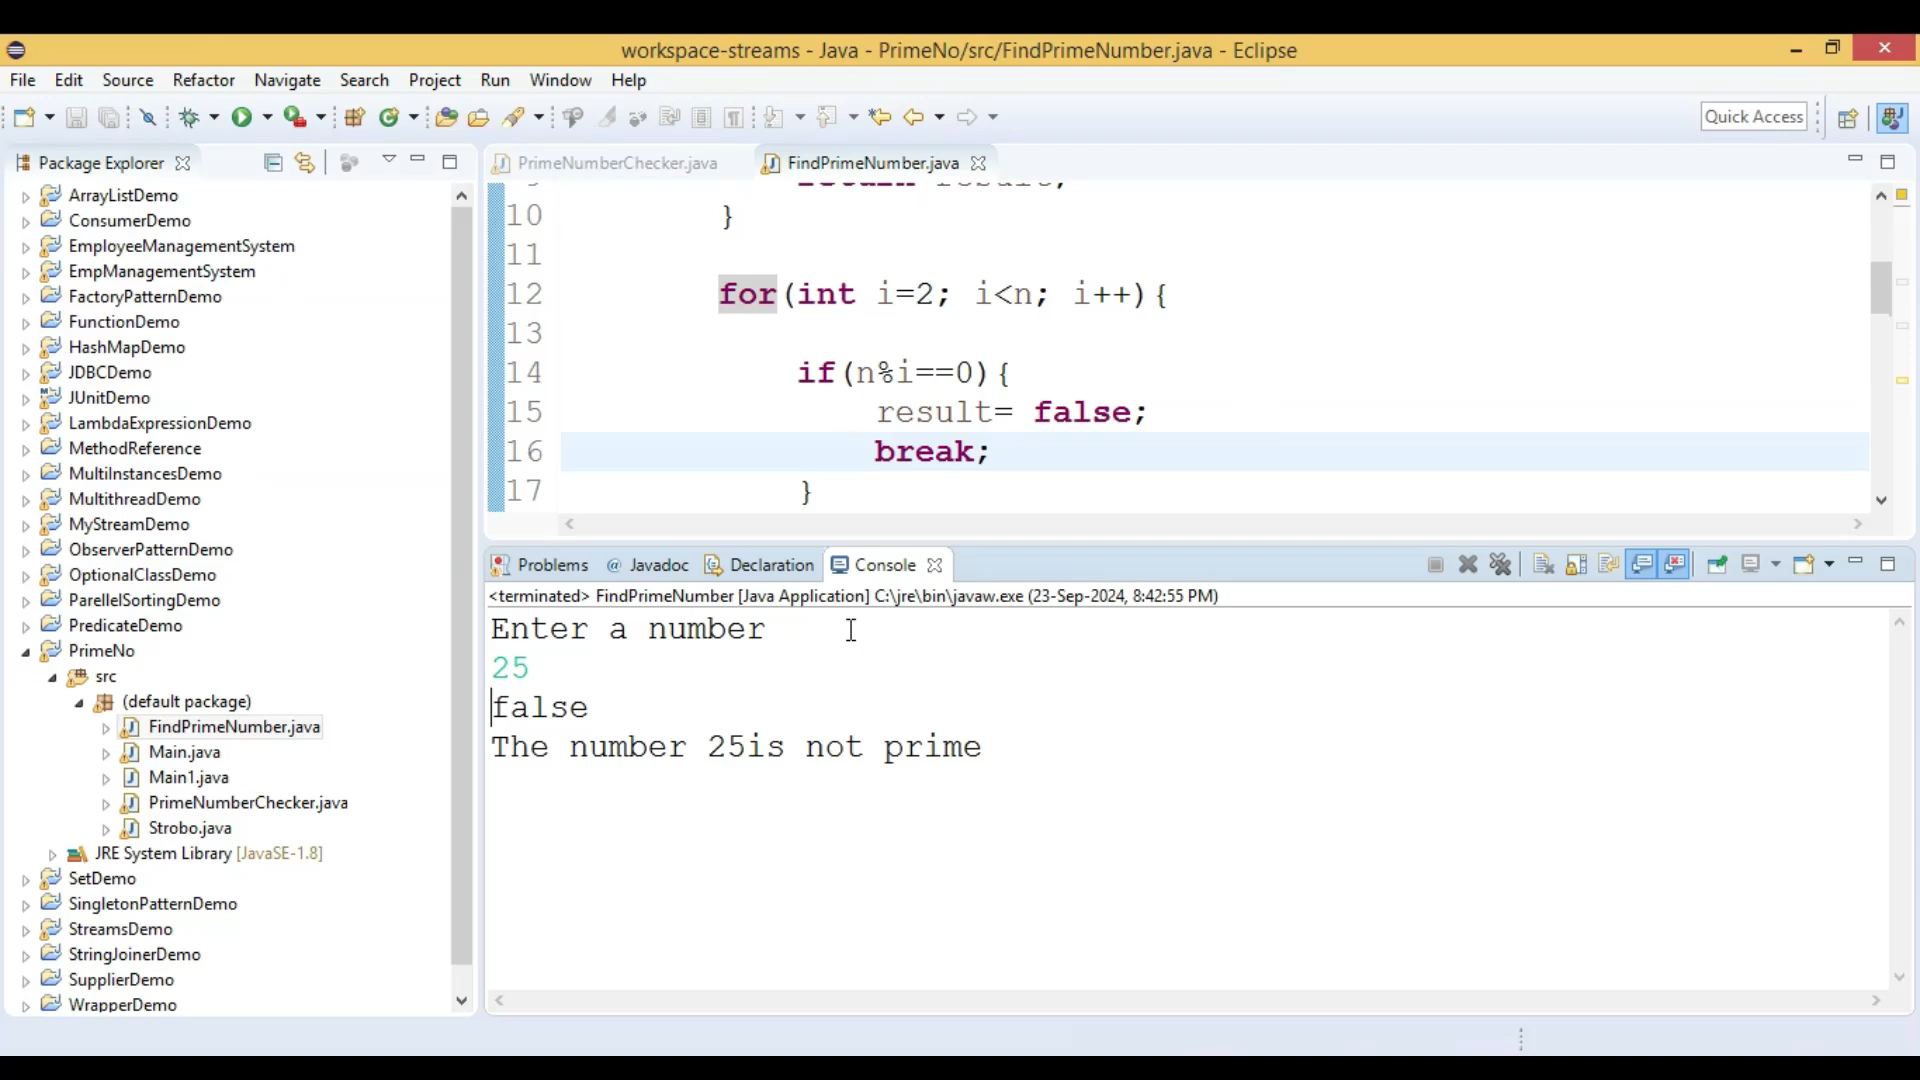 workspace-streams - Java - PrimeNo/src/FindPrimeNumber.java - Eclipse
File Edit Source Refactor Navigate Search Project Run Window Help
Quick Access
Package Explorer
ArrayListDemo
ConsumerDemo
EmployeeManagementSystem
EmpManagementSystem
FactoryPatternDemo
FunctionDemo
HashMapDemo
JDBCDemo
JUnitDemo
LambdaExpressionDemo
MethodReference
MultiInstancesDemo
MultithreadDemo
MyStreamDemo
ObserverPatternDemo
OptionalClassDemo
ParellelSortingDemo
PredicateDemo
PrimeNo
src
(default package)
FindPrimeNumber.java
Main.java
Main1.java
PrimeNumberChecker.java
Strobo.java
JRE System Library [JavaSE-1.8]
SetDemo
SingletonPatternDemo
StreamsDemo
StringJoinerDemo
SupplierDemo
WrapperDemo
PrimeNumberChecker.java FindPrimeNumber.java
10 }
11
12 for(int i=2; i<n; i++){
13
14 if(n%i==0){
15 result= false;
16 break;
17 }
Problems @ Javadoc Declaration Console
<terminated> FindPrimeNumber [Java Application] C:\jre\bin\javaw.exe (23-Sep-2024, 8:42:55 PM)
Enter a number
25
false
The number 25is not prime